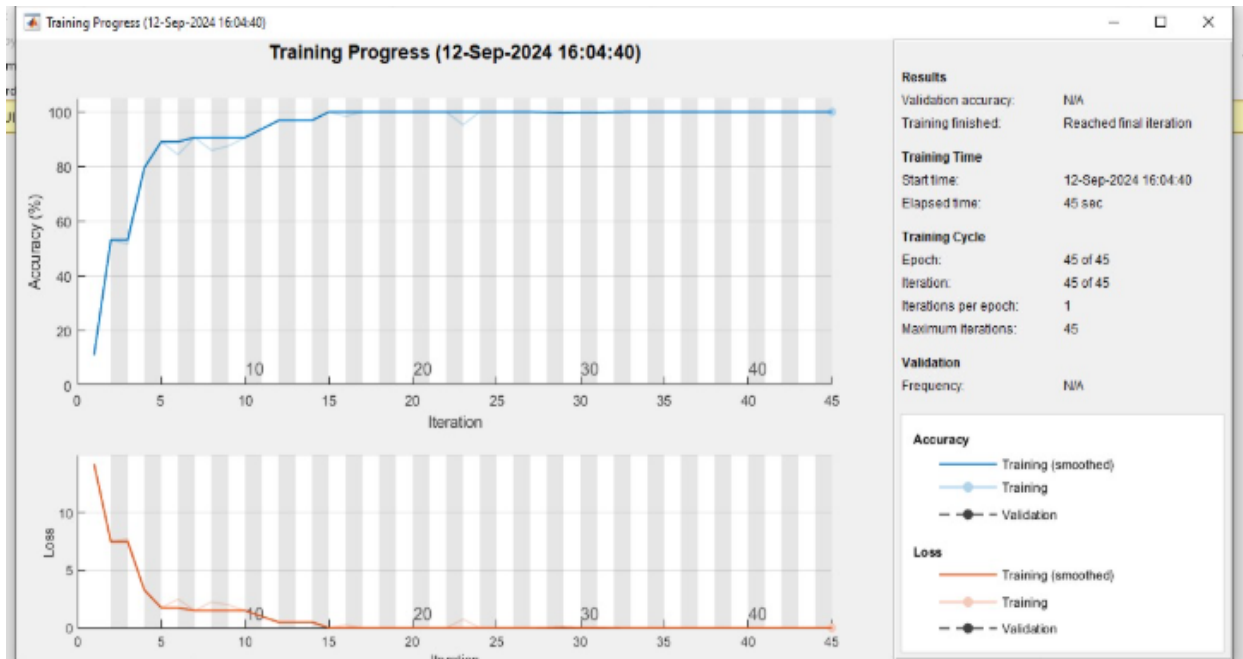 Training Progress (12-Sep-2024 16:04:40)
Training Progress (12-Sep-2024 16:04:40)
Accuracy (%)
100
80
60
40
20
0
10 20 30 40
0 5 10 15 20 25 30 35 40 45
Iteration
Loss
10
5
0
10 20 30 40
0 5 10 15 20 25 30 35 40 45
Iteration
Results
Validation accuracy: N/A
Training finished: Reached final iteration
Training Time
Start time: 12-Sep-2024 16:04:40
Elapsed time: 45 sec
Training Cycle
Epoch: 45 of 45
Iteration: 45 of 45
Iterations per epoch: 1
Maximum iterations: 45
Validation
Frequency: N/A
Accuracy
Training (smoothed)
Training
Validation
Loss
Training (smoothed)
Training
Validation